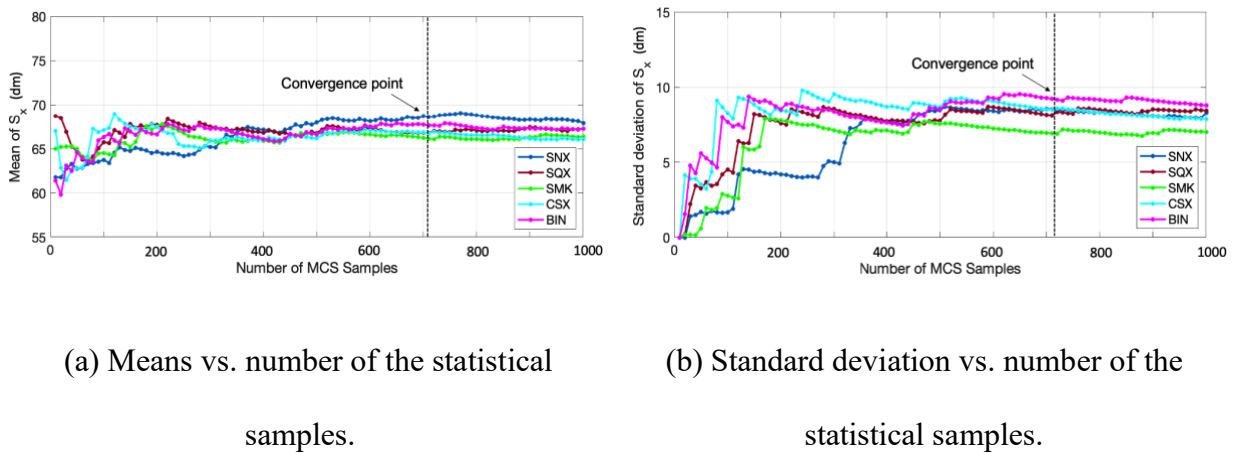 80
75
70
65
60
55
Mean of Sx (dm)
Convergence point
SNX
SQX
SMK
CSX
BIN
0
200
400
600
800
1000
Number of MCS Samples
15
10
5
0
Standard deviation of Sx (dm)
Convergence point
SNX
SQX
SMK
CSX
BIN
0
200
400
600
800
1000
Number of MCS Samples
(a) Means vs. number of the statistical
samples.
(b) Standard deviation vs. number of the
statistical samples.